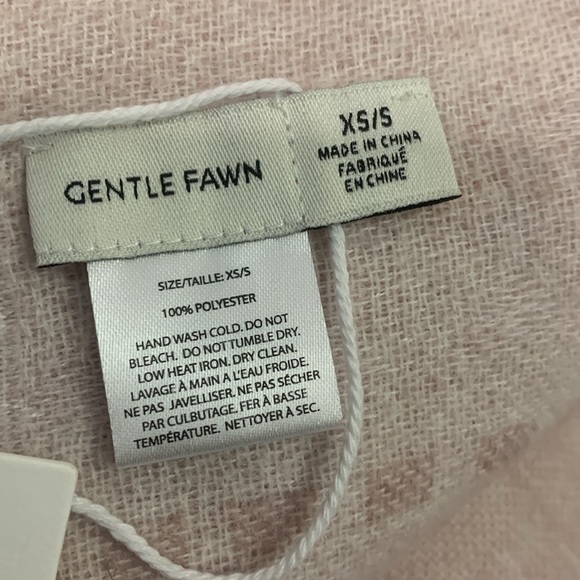 GENTLE FAWN
XS/S
MADE IN CHINA
FABRIQUÉ
EN CHINE
SIZE/TAILLE: XS/S
100% POLYESTER
HAND WASH COLD. DO NOT
BLEACH. DO NOT TUMBLE DRY.
LOW HEAT IRON. DRY CLEAN.
LAVAGE À MAIN A L'EAU FROIDE.
NE PAS JAVELLISER. NE PAS SÉCHER
PAR CULBUTAGE. FER À BASSE
TEMPÉRATURE. NETTOYER À SEC.